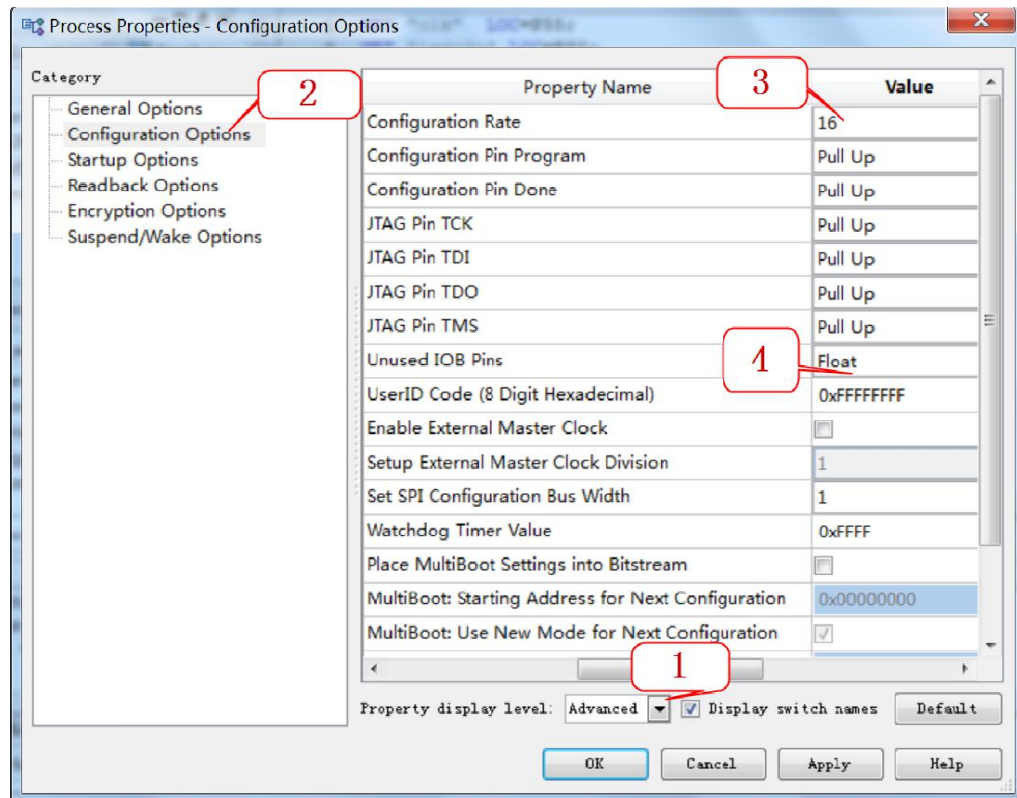 Process Properties - Configuration Options
Category
General Options
Configuration Options
Startup Options
Readback Options
Encryption Options
Suspend/Wake Options
2
Property Name
3
Value
Configuration Rate
16
Configuration Pin Program
Pull Up
Configuration Pin Done
Pull Up
JTAG Pin TCK
Pull Up
JTAG Pin TDI
Pull Up
JTAG Pin TDO
Pull Up
JTAG Pin TMS
Pull Up
Unused IOB Pins
4
Float
UserID Code (8 Digit Hexadecimal)
0xFFFFFFFF
Enable External Master Clock
Setup External Master Clock Division
1
Set SPI Configuration Bus Width
1
Watchdog Timer Value
0xFFFF
Place MultiBoot Settings into Bitstream
MultiBoot: Starting Address for Next Configuration
0x00000000
MultiBoot: Use New Mode for Next Configuration
1
Property display level: Advanced Display switch names Default
OK Cancel Apply Help